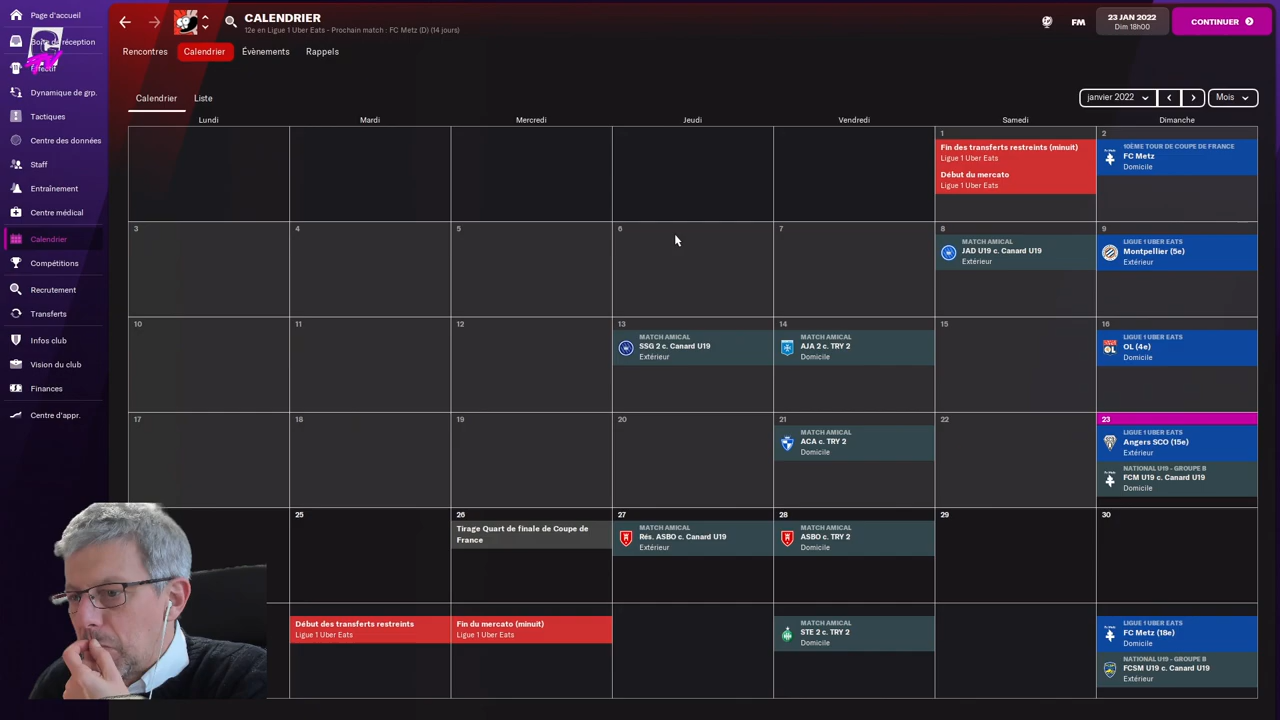 Page d'accueil
Boîte de réception
Effectif
Dynamique de grp.
Tactiques
Centre des données
Staff
Entraînement
Centre médical
Calendrier
Compétitions
Recrutement
Transferts
Infos club
Vision du club
Finances
Centre d'appr.
CALENDRIER
12e en Ligue 1 Uber Eats - Prochain match : FC Metz (D) (14 jours)
FM
23 JAN 2022
Dim 18h00
CONTINUER
Rencontres
Calendrier
Évènements
Rappels
Calendrier
Liste
janvier 2022
Mois
Lundi
Mardi
Mercredi
Jeudi
Vendredi
Samedi
Dimanche
1
Fin des transferts restreints (minuit)
Ligue 1 Uber Eats
Début du mercato
Ligue 1 Uber Eats
2
10ÈME TOUR DE COUPE DE FRANCE
FC Metz
Domicile
3
4
5
6
7
8
MATCH AMICAL
JAD U19 c. Canard U19
Extérieur
9
LIGUE 1 UBER EATS
Montpellier (5e)
Extérieur
10
11
12
13
MATCH AMICAL
SSG 2 c. Canard U19
Extérieur
14
MATCH AMICAL
AJA 2 c. TRY 2
Domicile
15
16
LIGUE 1 UBER EATS
OL (4e)
Domicile
17
18
19
20
21
MATCH AMICAL
ACA c. TRY 2
Domicile
22
23
LIGUE 1 UBER EATS
Angers SCO (15e)
Extérieur
NATIONAL U19 - GROUPE B
FCM U19 c. Canard U19
Domicile
25
26
Tirage Quart de finale de Coupe de
France
27
MATCH AMICAL
Rés. ASBO c. Canard U19
Extérieur
28
MATCH AMICAL
ASBO c. TRY 2
Domicile
29
30
Début des transferts restreints
Ligue 1 Uber Eats
Fin du mercato (minuit)
Ligue 1 Uber Eats
MATCH AMICAL
STE 2 c. TRY 2
Domicile
LIGUE 1 UBER EATS
FC Metz (18e)
Domicile
NATIONAL U19 - GROUPE B
FCSM U19 c. Canard U19
Extérieur